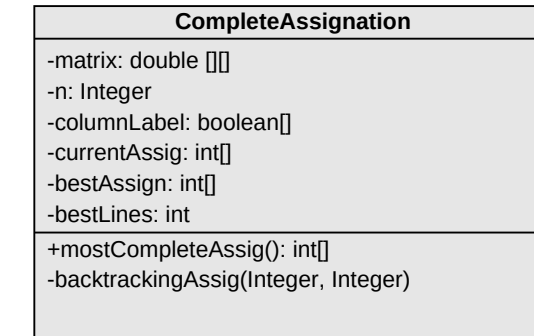 CompleteAssignation
-matrix: double [][]
-n: Integer
-columnLabel: boolean[]
-currentAssig: int[]
-bestAssign: int[]
-bestLines: int
+mostCompleteAssig(): int[]
-backtrackingAssig(Integer, Integer)